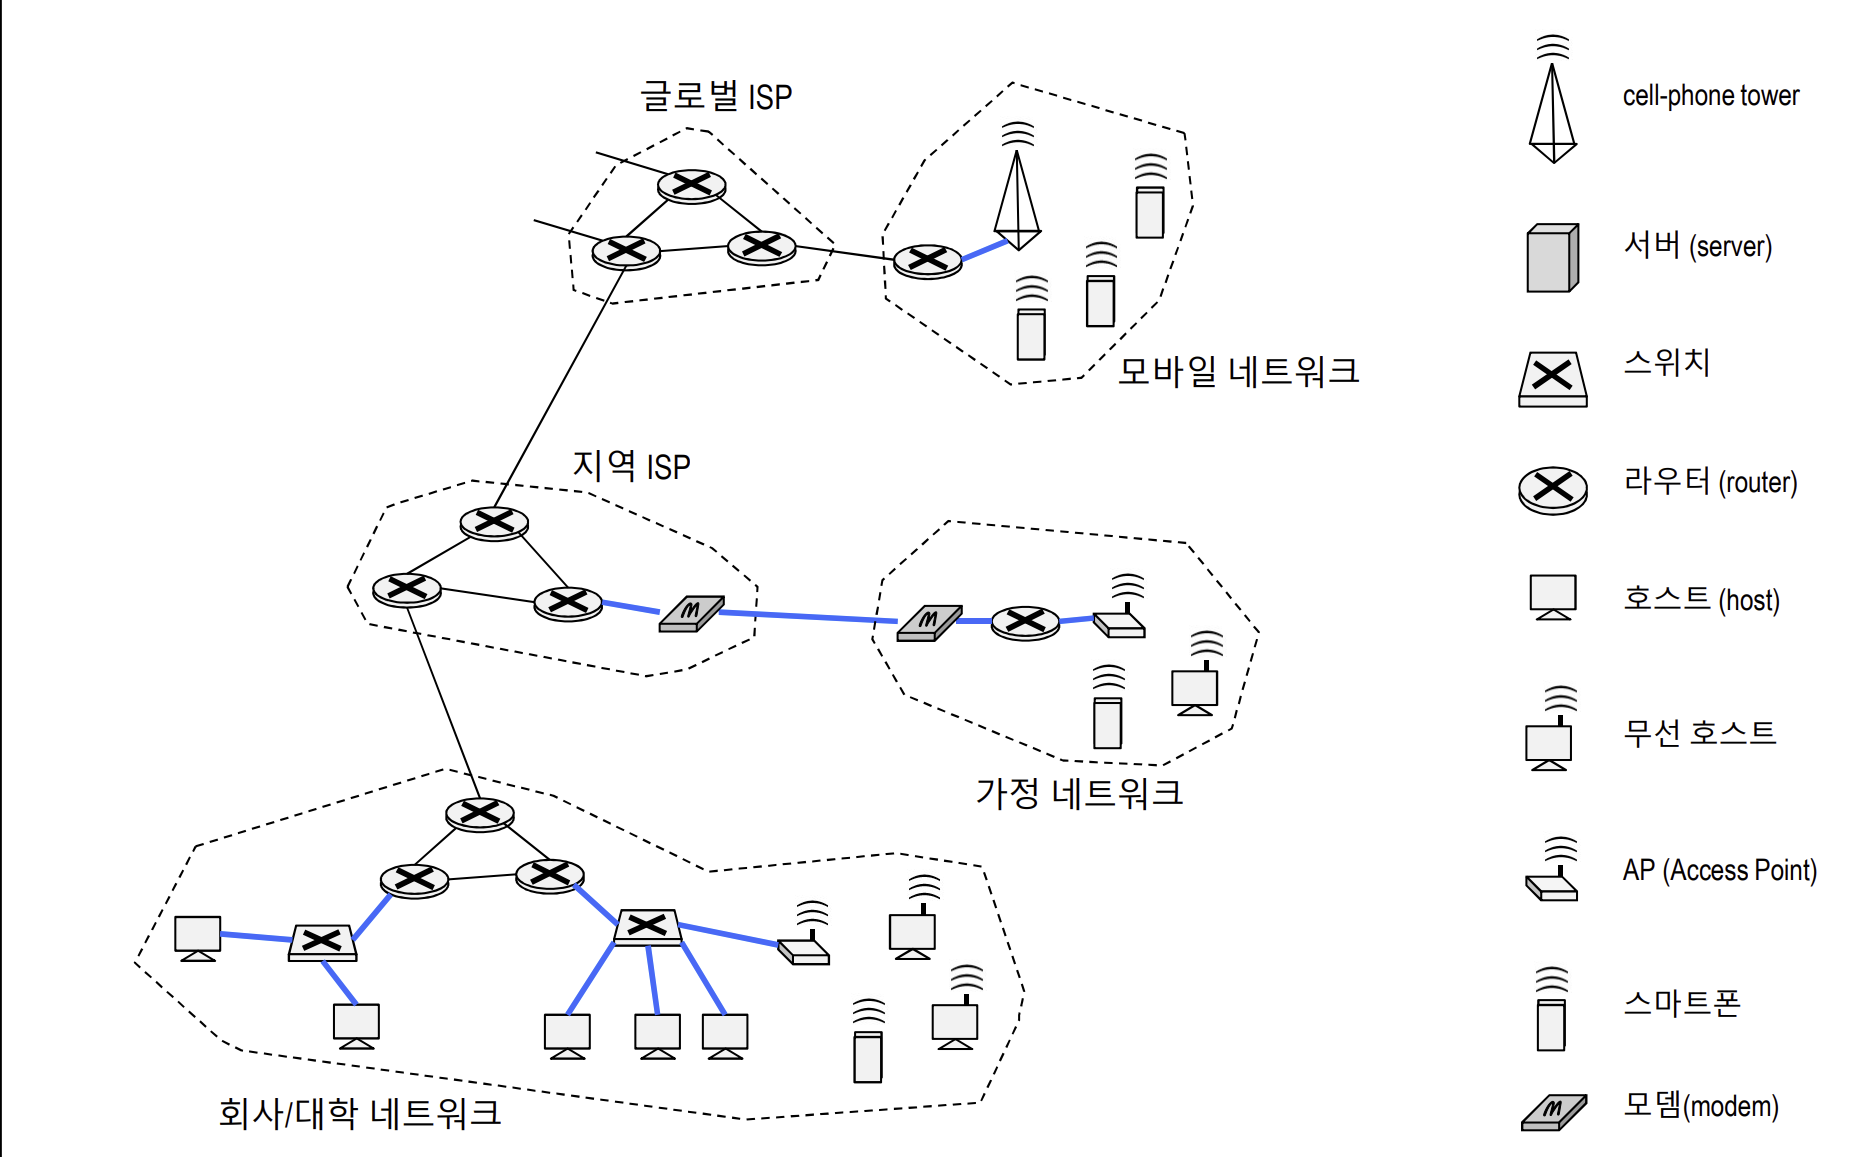 글로벌 ISP
모바일 네트워크
지역 ISP
가정 네트워크
회사/대학 네트워크
cell-phone tower
서버 (server)
스위치
라우터 (router)
호스트 (host)
무선 호스트
AP (Access Point)
스마트폰
모뎀(modem)